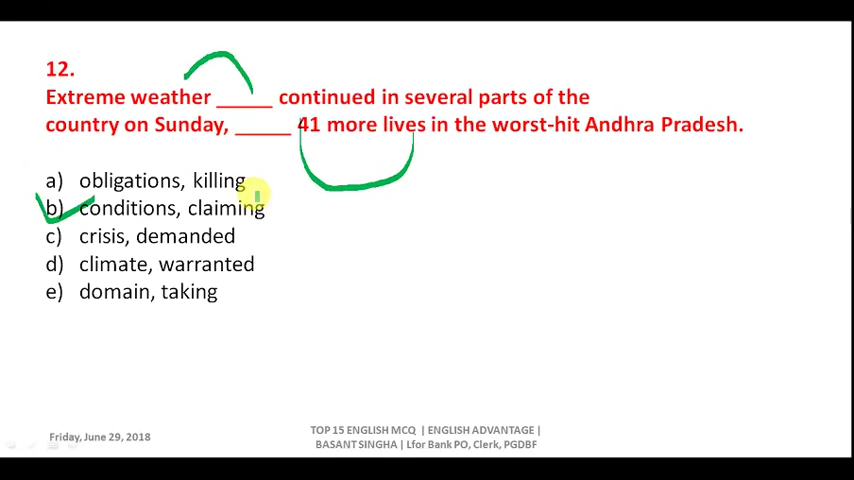 12.
Extreme weather _____ continued in several parts of the
country on Sunday, _____ 41 more lives in the worst-hit Andhra Pradesh.
a) obligations, killing
b) conditions, claiming
c) crisis, demanded
d) climate, warranted
e) domain, taking
Friday, June 29, 2018
TOP 15 ENGLISH MCQ | ENGLISH ADVANTAGE |
BASANT SINGHA | Lfor Bank PO, Clerk, PGDBF